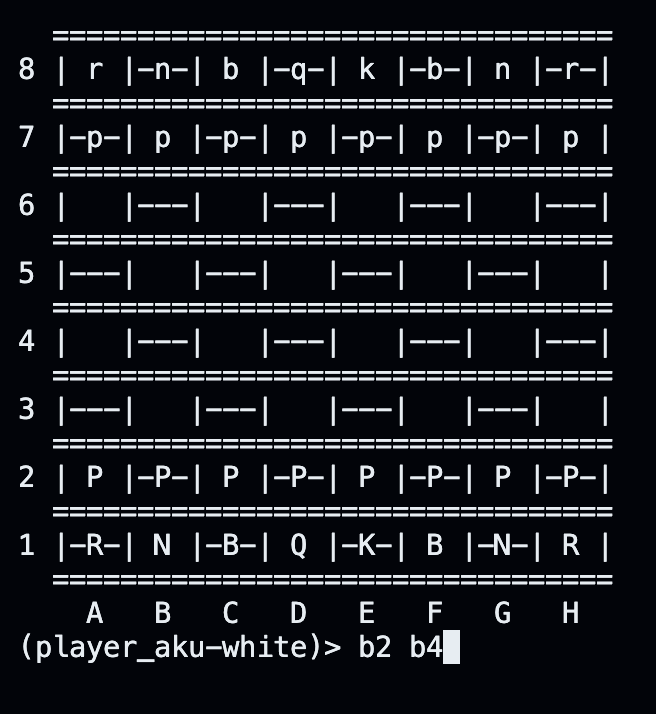 =================================
8 | r |-n-| b |-q-| k |-b-| n |-r-|
=================================
7 |-p-| p |-p-| p |-p-| p |-p-| p |
=================================
6 |   |---|   |---|   |---|   |---|
=================================
5 |---|   |---|   |---|   |---|   |
=================================
4 |   |---|   |---|   |---|   |---|
=================================
3 |---|   |---|   |---|   |---|   |
=================================
2 | P |-P-| P |-P-| P |-P-| P |-P-|
=================================
1 |-R-| N |-B-| Q |-K-| B |-N-| R |
=================================
A B C D E F G H
(player_aku-white)> b2 b4